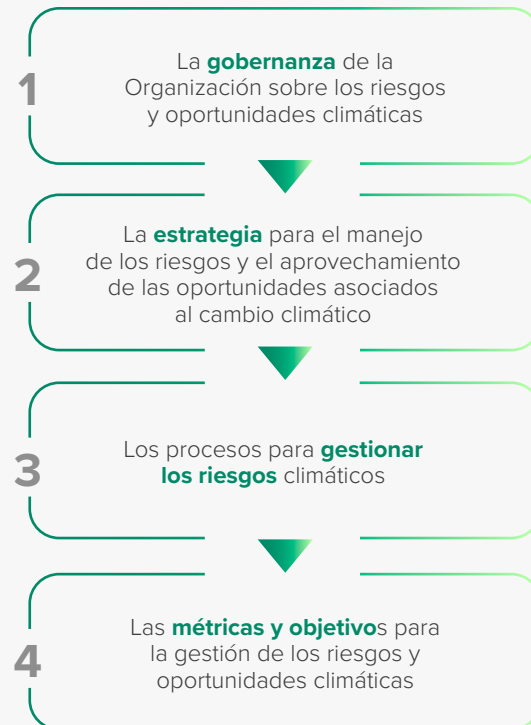 1
La gobernanza de la
Organización sobre los riesgos
y oportunidades climáticas
2
La estrategia para el manejo
de los riesgos y el aprovechamiento
de las oportunidades asociados
al cambio climático
3
Los procesos para gestionar
los riesgos climáticos
4
Las métricas y objetivos para
la gestión de los riesgos y
oportunidades climáticas